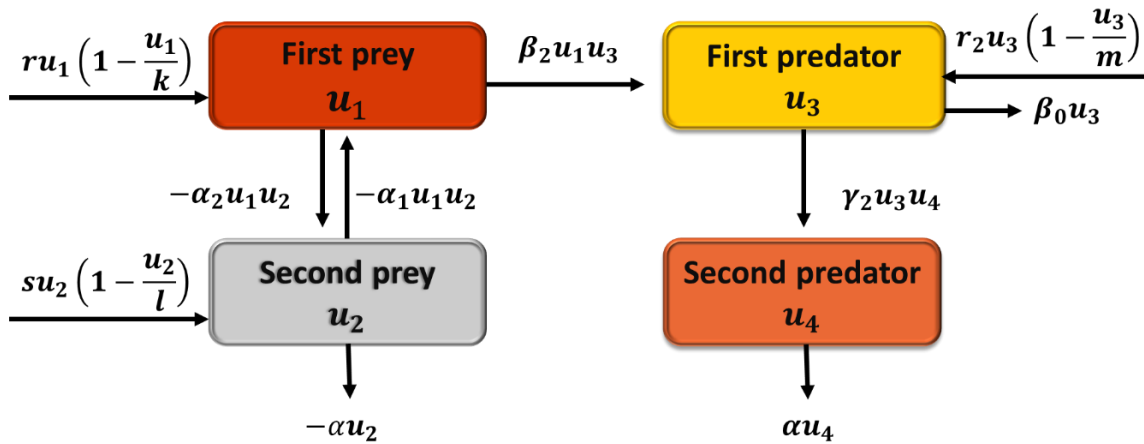 ru₁(1 − u₁/k)
First prey
u₁
β₂u₁u₃
First predator
u₃
r₂u₃(1 − u₃/m)
β₀u₃
−α₂u₁u₂
−α₁u₁u₂
γ₂u₃u₄
su₂(1 − u₂/l)
Second prey
u₂
Second predator
u₄
−αu₂
αu₄